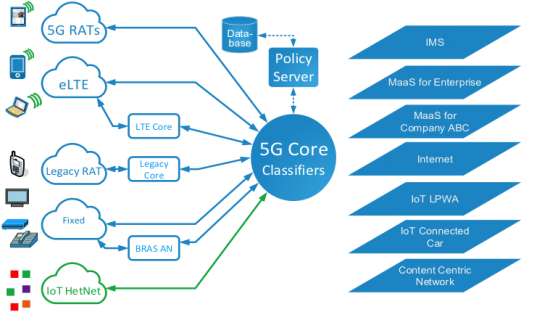 5G RATs
eLTE
LTE Core
Legacy RAT
Legacy
Core
Fixed
BRAS AN
IoT HetNet
Data-
base
Policy
Server
5G Core
Classifiers
IMS
MaaS for Enterprise
MaaS for
Company ABC
Internet
IoT LPWA
IoT Connected
Car
Content Centric
Network